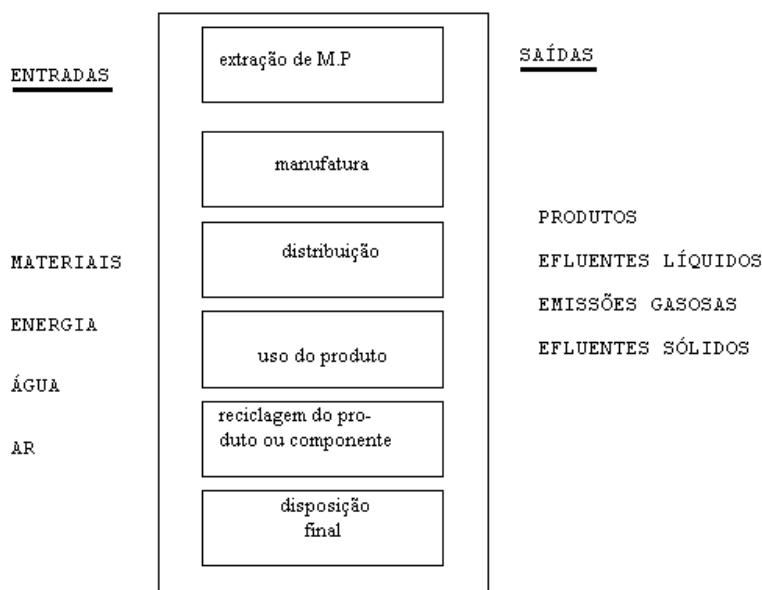 ENTRADAS
MATERIAIS
ENERGIA
ÁGUA
AR
extração de M.P
manufatura
distribuição
uso do produto
reciclagem do pro-
duto ou componente
disposição
final
SAÍDAS
PRODUTOS
EFLUENTES LÍQUIDOS
EMISSÕES GASOSAS
EFLUENTES SÓLIDOS